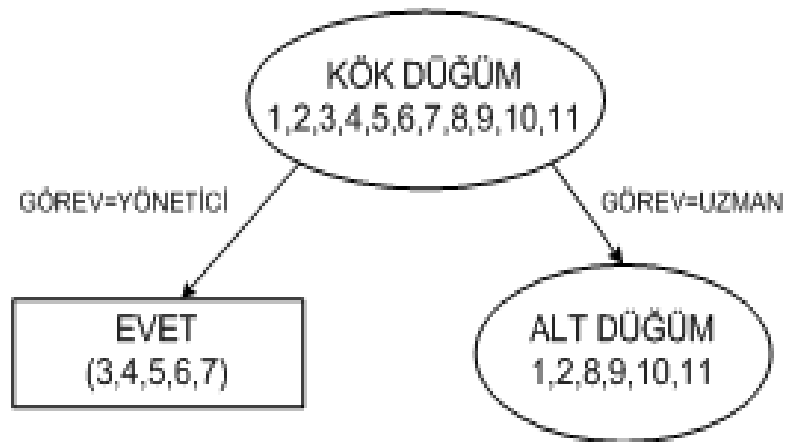 KÖK DÜĞÜM
1,2,3,4,5,6,7,8,9,10,11
GÖREV=YÖNETİCİ
GÖREV=UZMAN
EVET
(3,4,5,6,7)
ALT DÜĞÜM
1,2,8,9,10,11